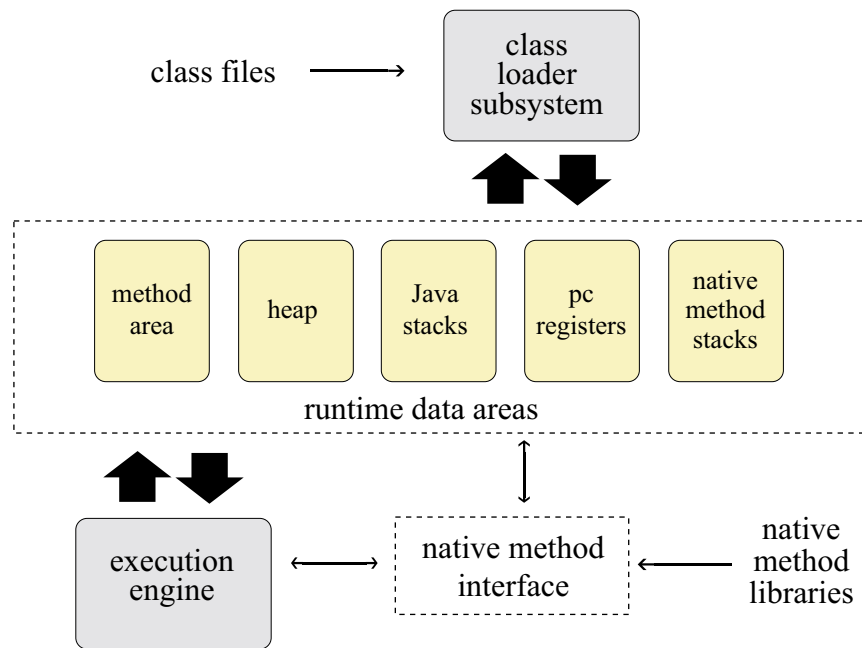 class files
class
loader
subsystem
method
area
heap
Java
stacks
pc
registers
native
method
stacks
runtime data areas
execution
engine
native method
interface
native
method
libraries